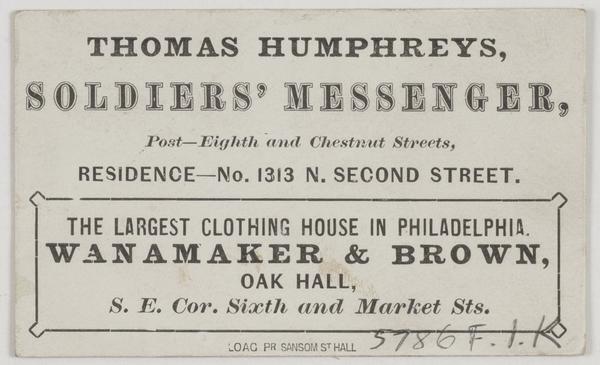 THOMAS HUMPHREYS,
SOLDIERS' MESSENGER,
Post—Eighth and Chestnut Streets,
RESIDENCE—No. 1313 N. SECOND STREET.
THE LARGEST CLOTHING HOUSE IN PHILADELPHIA.
WANAMAKER & BROWN,
OAK HALL,
S. E. Cor. Sixth and Market Sts.
LOAG PR SANSOM ST HALL
5786 F. I. K